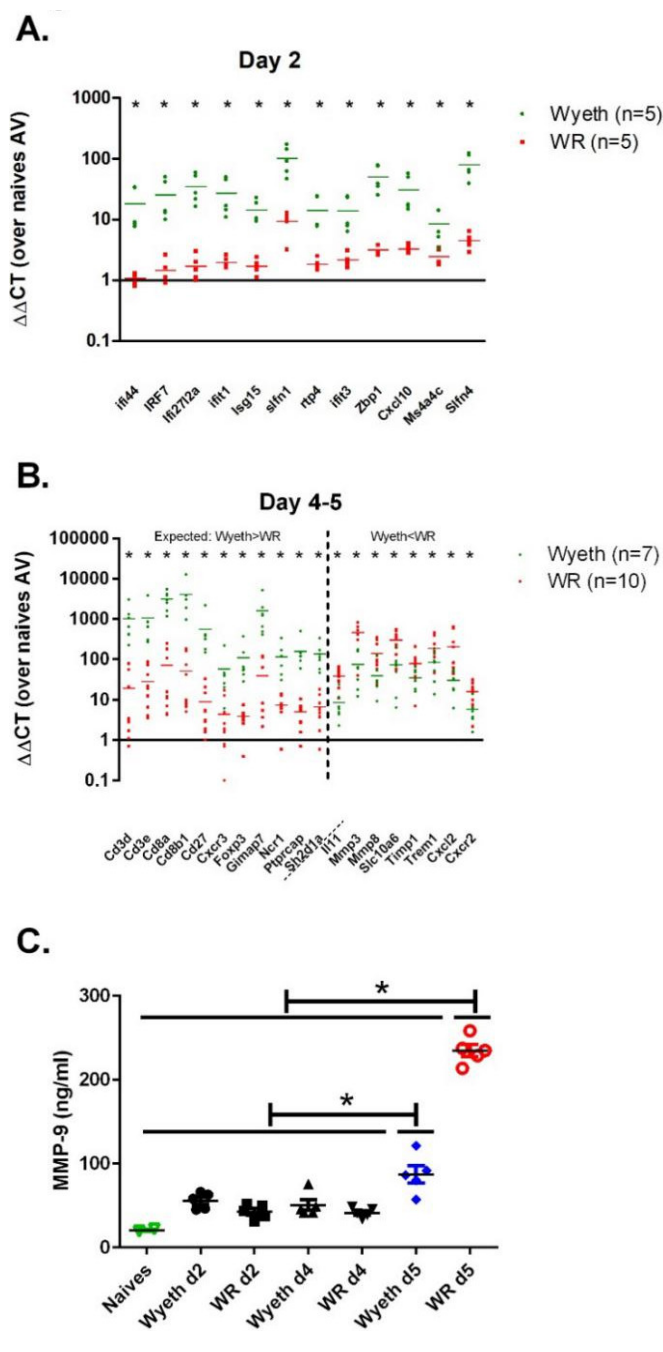 A.
Day 2
1000
100
10
1
0.1
ΔΔCT (over naives AV)
* * * * * * * * * * * *
Wyeth (n=5)
WR (n=5)
ifi44
IRF7
Ifi27l2a
ifit1
Isg15
slfn1
rtp4
ifit3
Zbp1
Cxcl10
Ms4a4c
Slfn4
B.
Day 4-5
100000
10000
1000
100
10
1
0.1
ΔΔCT (over naives AV)
Expected: Wyeth>WR
Wyeth<WR
* * * * * * * * * * * * * * * * * * *
Wyeth (n=7)
WR (n=10)
Cd3d
Cd3e
Cd8a
Cd8b1
Cd27
Cxcr3
Foxp3
Gimap7
Ncr1
Ptprcap
Sh2d1a
Il11
Mmp3
Mmp8
Slc10a6
Timp1
Trem1
Cxcl2
Cxcr2
C.
300
200
100
0
MMP-9 (ng/ml)
*
*
Naives
Wyeth d2
WR d2
Wyeth d4
WR d4
Wyeth d5
WR d5